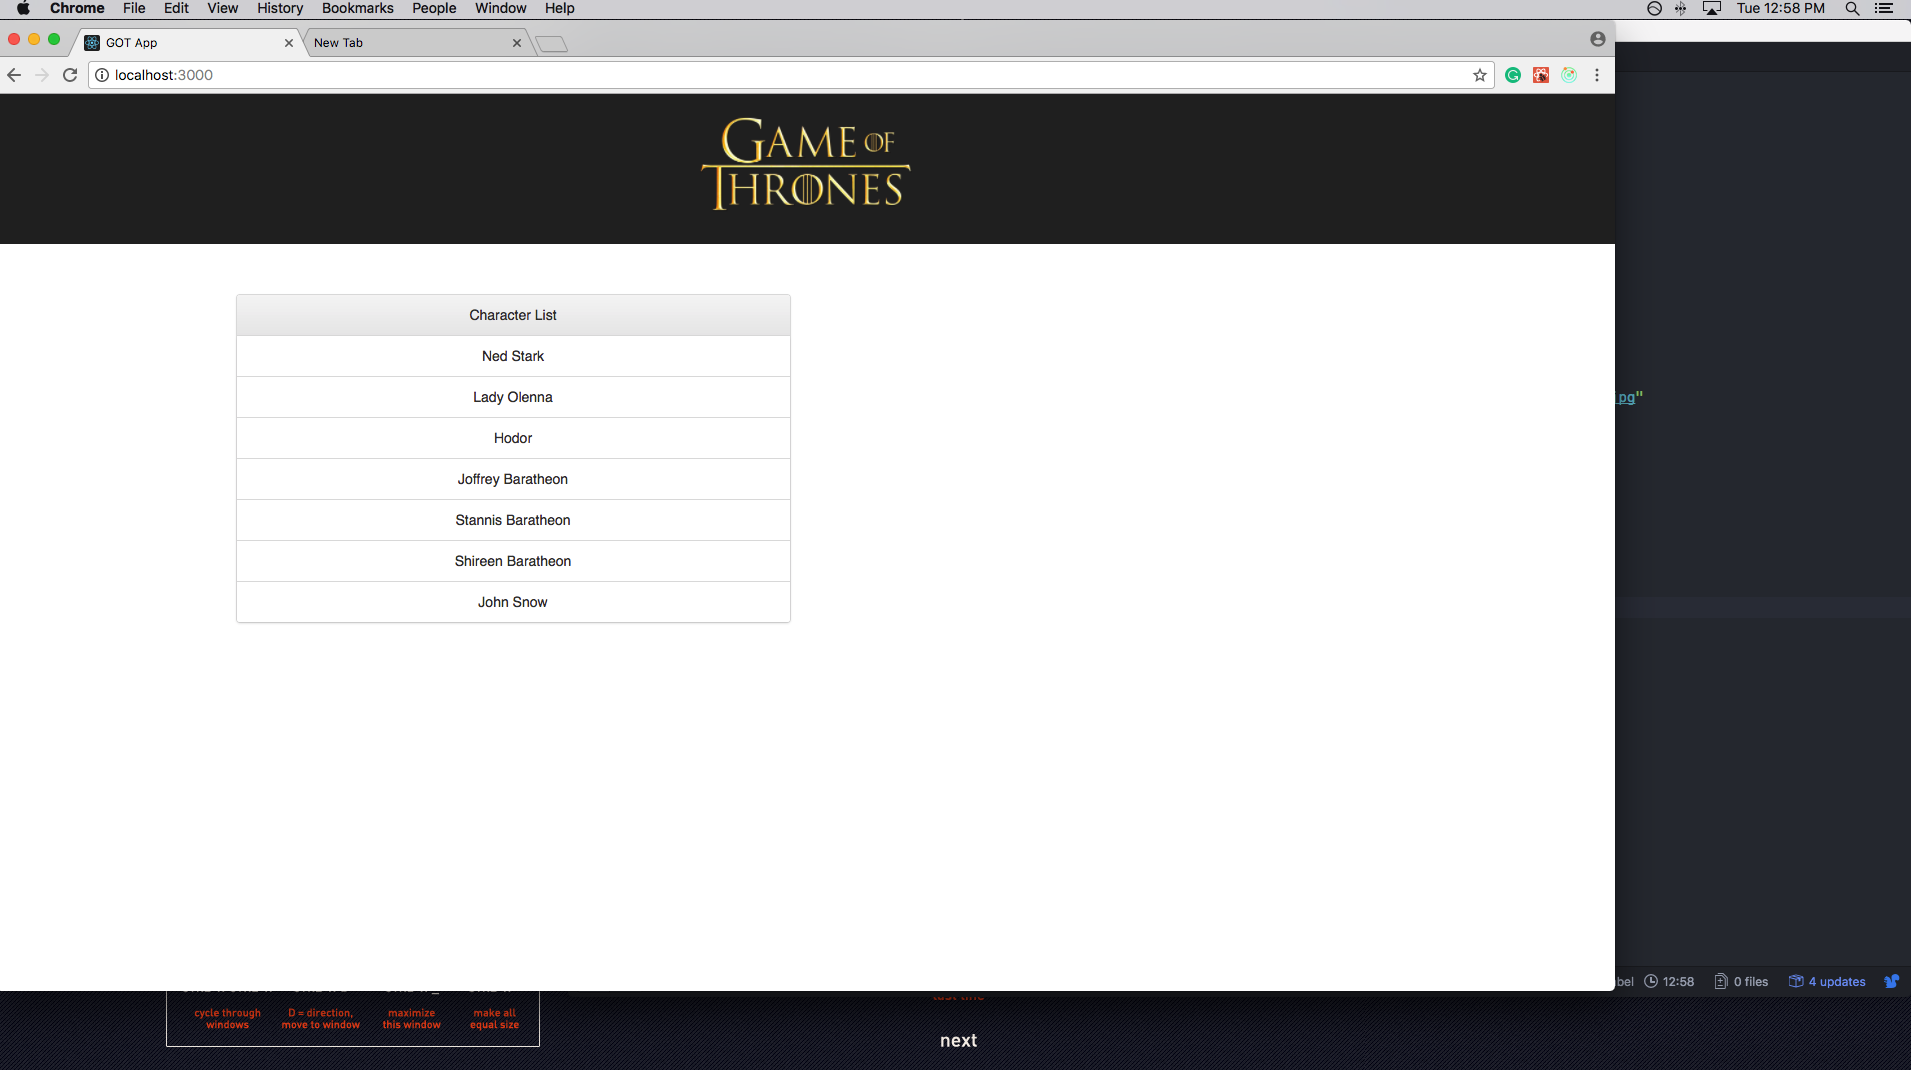 Chrome File Edit View History Bookmarks People Window Help Tue 12:58 PM
GOT App New Tab
localhost:3000
GAME OF
THRONES
Character List
Ned Stark
Lady Olenna
pg"
Hodor
Joffrey Baratheon
Stannis Baratheon
Shireen Baratheon
John Snow
bel 12:58 0 files 4 updates
cycle through windows
D = direction, move to window
maximize this window
make all equal size
next